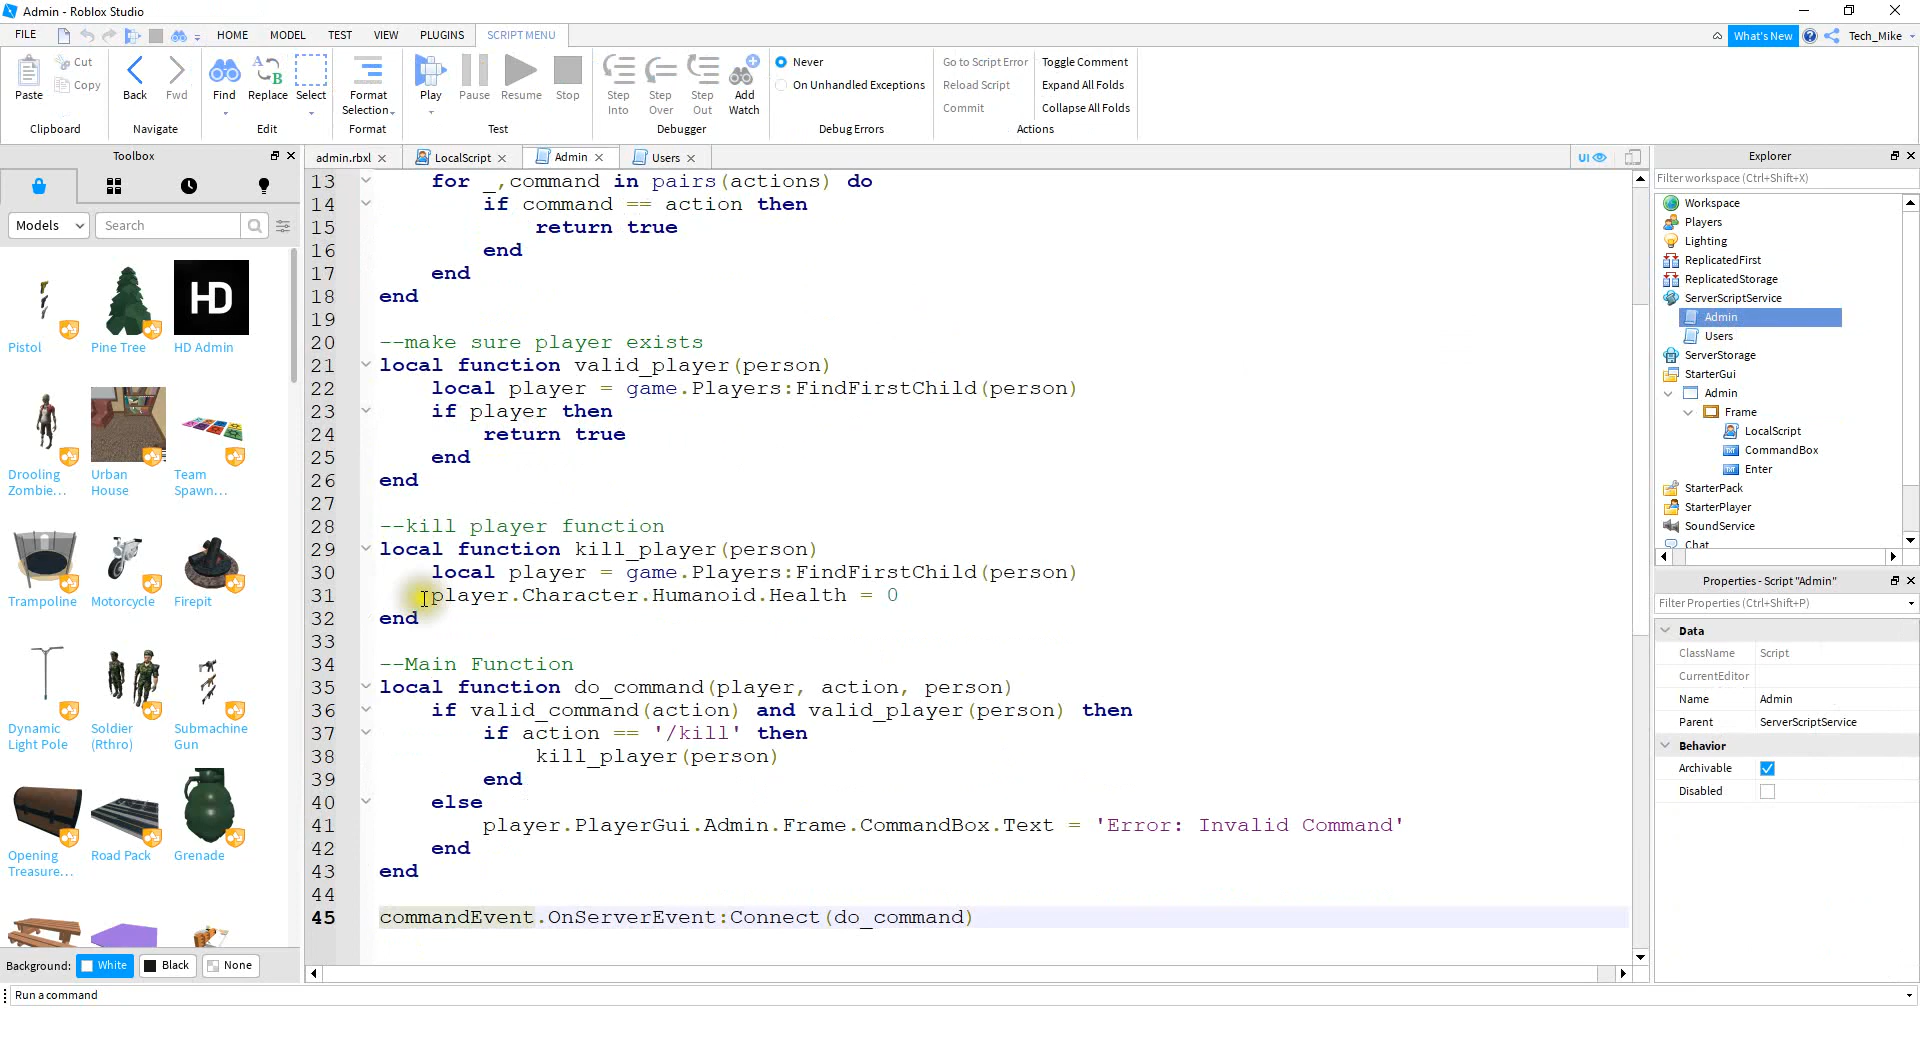 Admin - Roblox Studio
FILE HOME MODEL TEST VIEW PLUGINS SCRIPT MENU What's New Tech_Mike
Paste Cut Copy Clipboard
Back Fwd Navigate
Find Replace Select Edit
Format Selection Format
Play Pause Resume Stop Test
Step Into Step Over Step Out Add Watch Debugger
Never
On Unhandled Exceptions
Debug Errors
Go to Script Error Toggle Comment
Reload Script Expand All Folds
Commit Collapse All Folds
Actions
Toolbox
Models Search
HD
Pistol Pine Tree HD Admin
Drooling Zombie... Urban House Team Spawn...
Trampoline Motorcycle Firepit
Dynamic Light Pole Soldier (Rthro) Submachine Gun
Opening Treasure... Road Pack Grenade
Background: White Black None
Run a command
admin.rbxl LocalScript Admin Users UI
13 for _,command in pairs(actions) do
14 if command == action then
15 return true
16 end
17 end
18 end
19
20 --make sure player exists
21 local function valid_player(person)
22 local player = game.Players:FindFirstChild(person)
23 if player then
24 return true
25 end
26 end
27
28 --kill player function
29 local function kill_player(person)
30 local player = game.Players:FindFirstChild(person)
31 player.Character.Humanoid.Health = 0
32 end
33
34 --Main Function
35 local function do_command(player, action, person)
36 if valid_command(action) and valid_player(person) then
37 if action == '/kill' then
38 kill_player(person)
39 end
40 else
41 player.PlayerGui.Admin.Frame.CommandBox.Text = 'Error: Invalid Command'
42 end
43 end
44
45 commandEvent.OnServerEvent:Connect(do_command)
Explorer
Filter workspace (Ctrl+Shift+X)
Workspace
Players
Lighting
ReplicatedFirst
ReplicatedStorage
ServerScriptService
Admin
Users
ServerStorage
StarterGui
Admin
Frame
LocalScript
CommandBox
Enter
StarterPack
StarterPlayer
SoundService
Chat
Properties - Script "Admin"
Filter Properties (Ctrl+Shift+P)
Data
ClassName Script
CurrentEditor
Name Admin
Parent ServerScriptService
Behavior
Archivable
Disabled